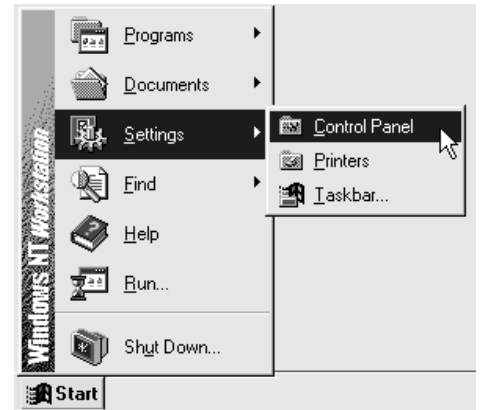 Programs
Documents
Settings
Control Panel
Printers
Taskbar...
Find
Help
Run...
Shut Down...
Windows NT Workstation
Start